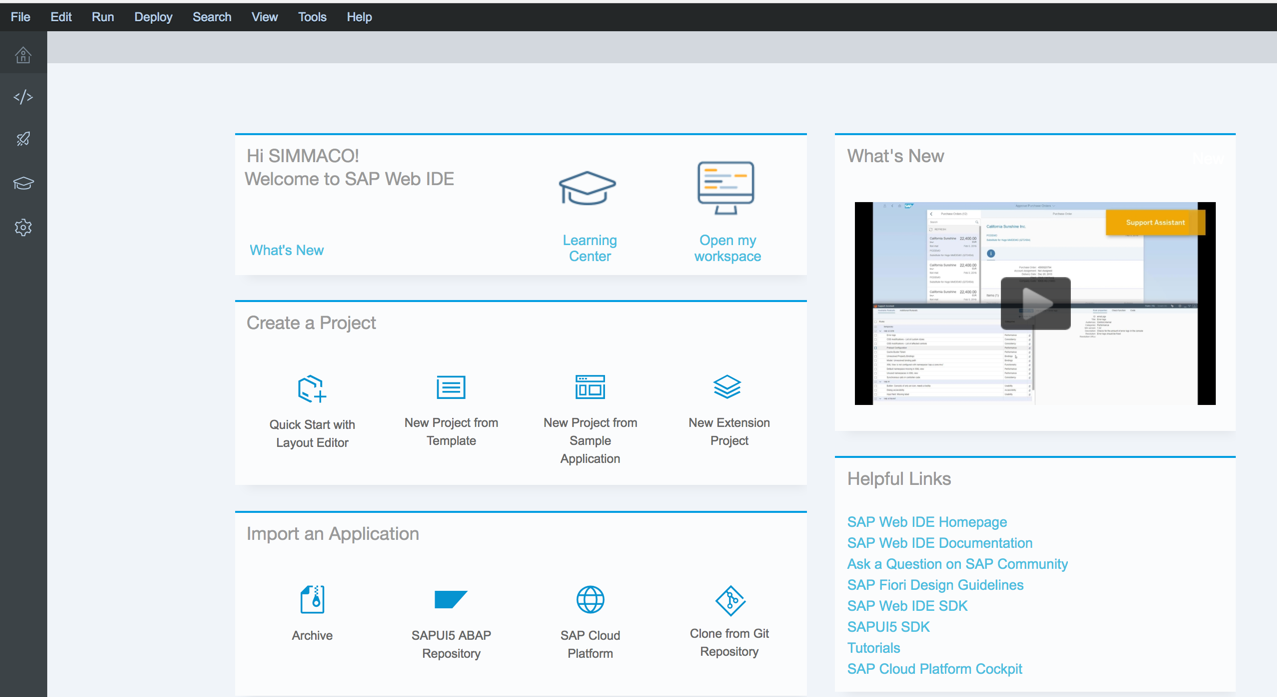 File Edit Run Deploy Search View Tools Help
Hi SIMMACO!
Welcome to SAP Web IDE
What's New
Learning
Center
Open my
workspace
Create a Project
Quick Start with
Layout Editor
New Project from
Template
New Project from
Sample
Application
New Extension
Project
Import an Application
Archive
SAPUI5 ABAP
Repository
SAP Cloud
Platform
Clone from Git
Repository
What's New
Support Assistant
Helpful Links
SAP Web IDE Homepage
SAP Web IDE Documentation
Ask a Question on SAP Community
SAP Fiori Design Guidelines
SAP Web IDE SDK
SAPUI5 SDK
Tutorials
SAP Cloud Platform Cockpit